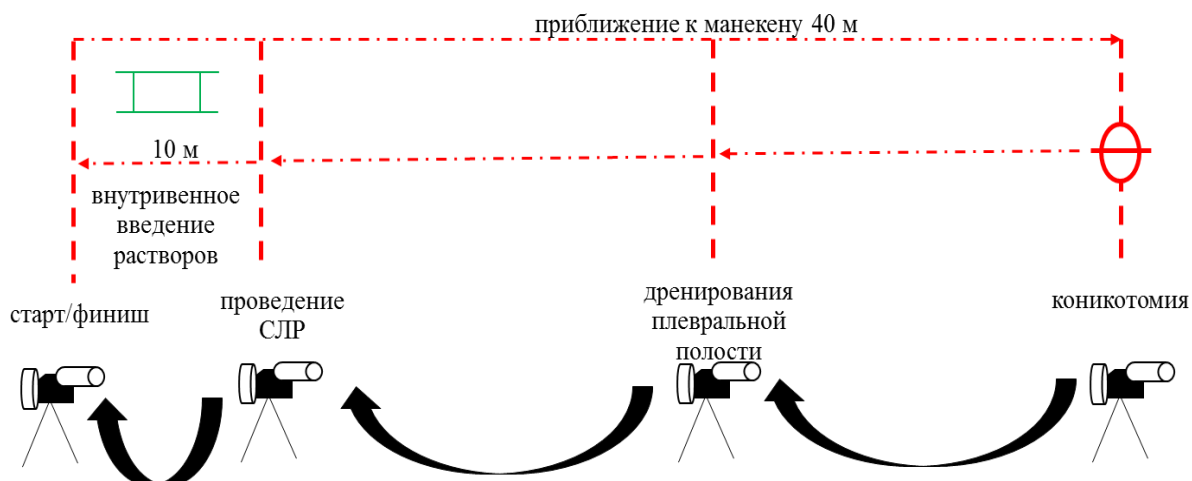 приближение к манекену 40 м
10 м
внутривенное
введение
растворов
старт/финиш
проведение
СЛР
дренирования
плевральной
полости
коникотомия